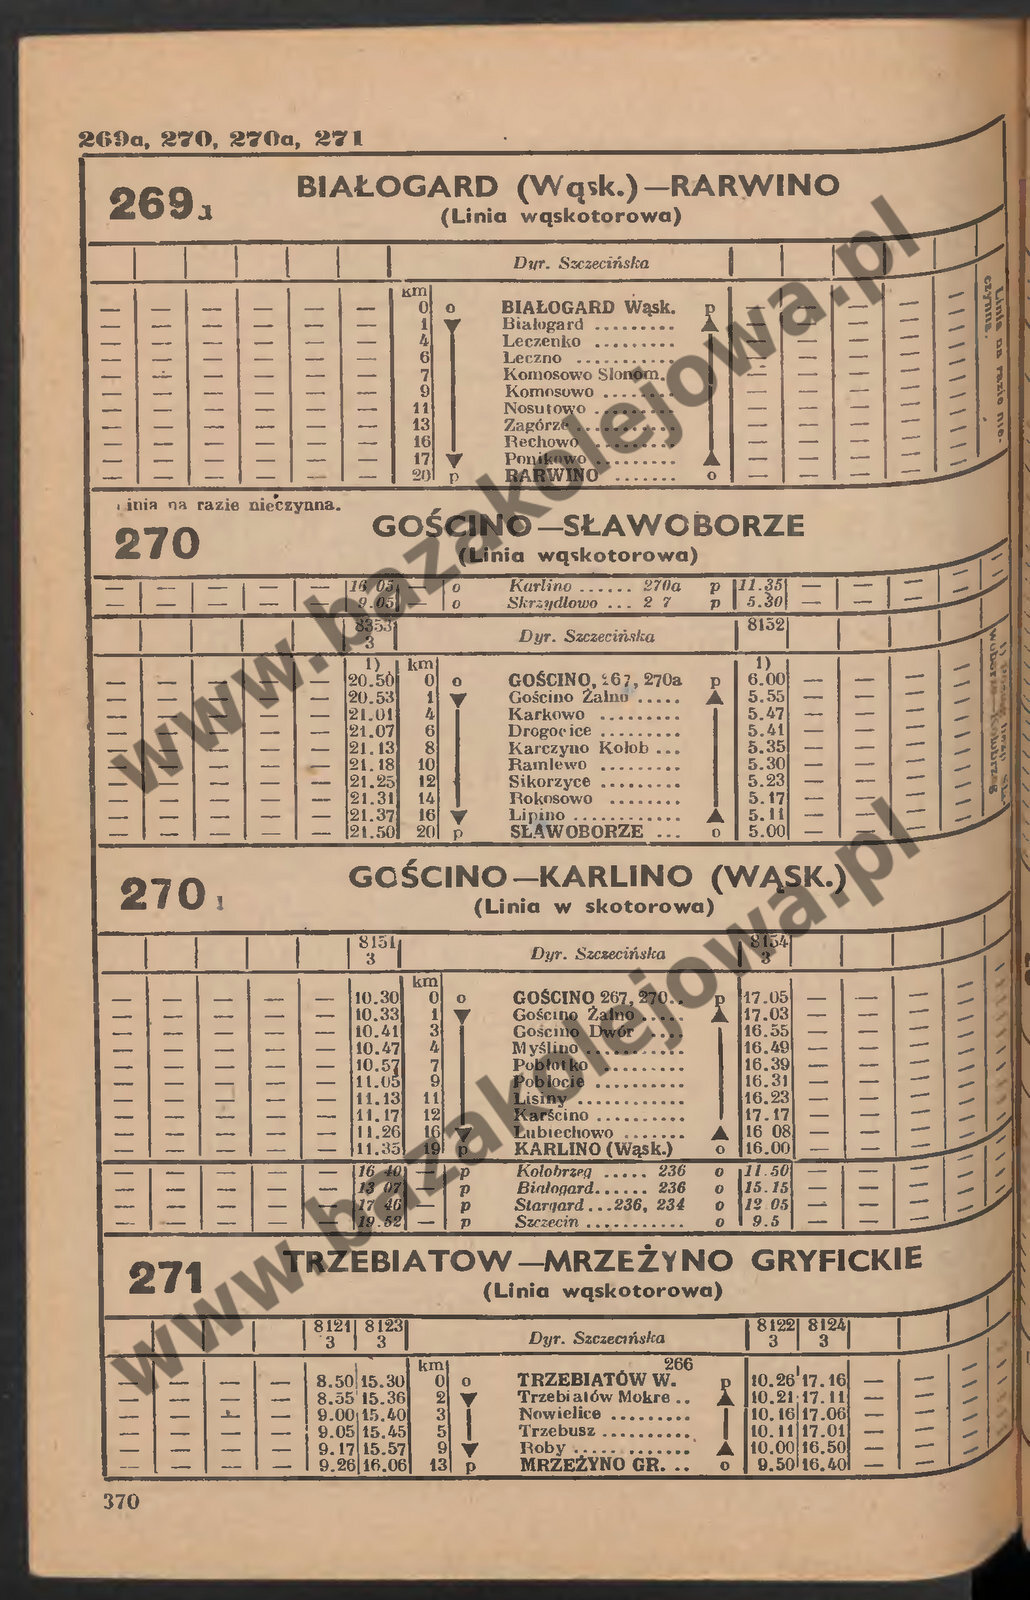 269a, 270, 270a, 271
269a BIAŁOGARD (Wąsk.)—RARWINO
(Linia wąskotorowa)
Dyr. Szczecińska
km
0 o BIAŁOGARD Wąsk. p
1 Białogard ..........
4 Leczenko .........
6 Leczno ...........
7 Komosowo Slonom.
9 Komosowo ........
11 Nosutowo .........
13 Zagórze ...........
16 Rechowo .........
17 Ponikowo .........
20 p RARWINO ....... o
Linia na razie nieczynna.
Linia na razie nieczynna.
270 GOŚCINO—SŁAWOBORZE
(Linia wąskotorowa)
— — — — — 16 05 — o Karlino ...... 270a p 11.35 — — — —
— — — — — 9.05 — o Skrzydłowo ... 2 7 p 5.30 — — — —
8353 3 Dyr. Szczecińska 8152
1) km 1)
— — — — — 20.50 0 o GOŚCINO, 267, 270a p 6.00 — — — —
— — — — — 20.53 1 Gościno Żalno ..... 5.55 — — — —
— — — — — 21.01 4 Karkowo .......... 5.47 — — — —
— — — — — 21.07 6 Drogocice ......... 5.41 — — — —
— — — — — 21.13 8 Karczyno Kołob ... 5.35 — — — —
— — — — — 21.18 10 Ramlewo ......... 5.30 — — — —
— — — — — 21.25 12 Sikorzyce .......... 5.23 — — — —
— — — — — 21.31 14 Rokosowo ........ 5.17 — — — —
— — — — — 21.37 16 Lipino ............ 5.11 — — — —
— — — — — 21.50 20 p SŁAWOBORZE ... o 5.00 — — — —
270 GOŚCINO—KARLINO (WĄSK.)
(Linia w skotorowa)
8151 3 Dyr. Szczecińska 8154 3
km
— — — — — 10.30 0 o GOŚCINO 267, 270.. p 17.05 — — — —
— — — — — 10.33 1 Gościno Żalno ..... 17.03 — — — —
— — — — — 10.41 3 Gościno Dwór ..... 16.55 — — — —
— — — — — 10.47 4 Myślino ........... 16.49 — — — —
— — — — — 10.57 7 Pobłotko .......... 16.39 — — — —
— — — — — 11.05 9 Pobłocie .......... 16.31 — — — —
— — — — — 11.13 11 Lisiny ............. 16.23 — — — —
— — — — — 11.17 12 Karścino .......... 17.17 — — — —
— — — — — 11.26 16 Lubiechowo ....... 16 08 — — — —
— — — — — 11.35 19 p KARLINO (Wąsk.) o 16.00 — — — —
— — — — — 16 40 — p Kołobrzeg ..... 236 o 11.50 — — — —
— — — — — 13 07 — p Białogard ...... 236 o 15.15 — — — —
— — — — — 17 46 — p Stargard ...236, 234 o 12 05 — — — —
— — — — — 19.52 — p Szczecin ............ o 9.5 — — — —
271 TRZEBIATOW—MRZEŻYNO GRYFICKIE
(Linia wąskotorowa)
8121 3 8123 3 Dyr. Szczecińska 8122 3 8124 3
km 266
— — — — 8.50 15.30 0 o TRZEBIATÓW W. p 10.26 17.16 — — —
— — — — 8.55 15.36 2 Trzebiatów Mokre .. 10.21 17.11 — — —
— — — — 9.00 15.40 3 Nowielice .......... 10.16 17.06 — — —
— — — — 9.05 15.45 5 Trzebusz ........... 10.11 17.01 — — —
— — — — 9.17 15.57 9 Roby .............. 10.00 16.50 — — —
— — — — 9.26 16.06 13 p MRZEŻYNO GR. .. o 9.50 16.40 — — —
370
www.bazakolejowa.pl
www.bazakolejowa.pl